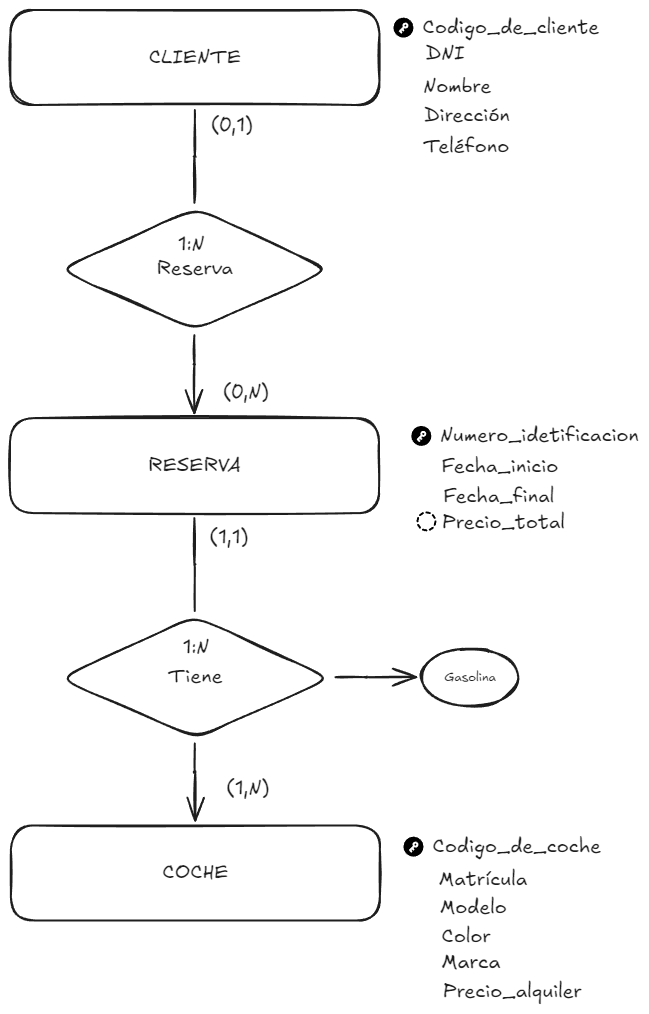 CLIENTE
Codigo_de_cliente
DNI
Nombre
Dirección
Teléfono
(0,1)
1:N
Reserva
(0,N)
RESERVA
Numero_idetificacion
Fecha_inicio
Fecha_final
Precio_total
(1,1)
1:N
Tiene
Gasolina
(1,N)
COCHE
Codigo_de_coche
Matrícula
Modelo
Color
Marca
Precio_alquiler